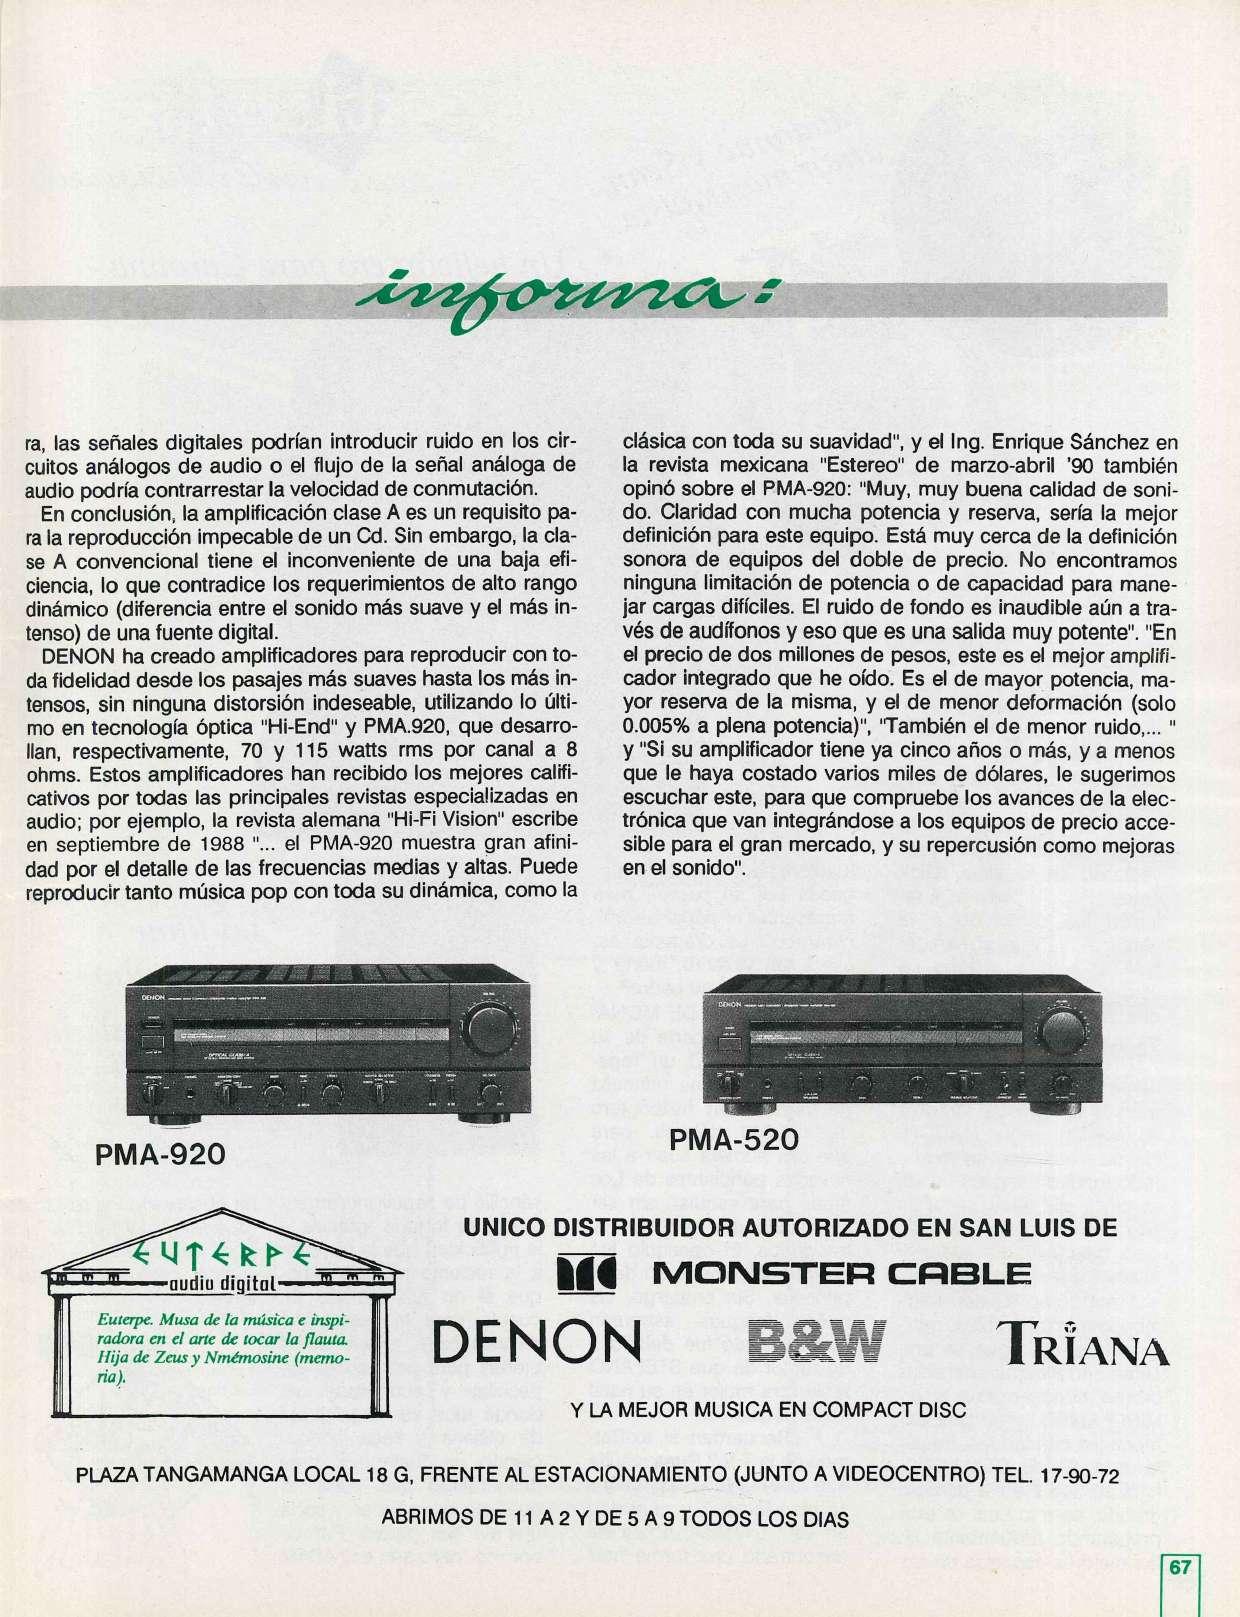 informa:
ra, las señales digitales podrían introducir ruido en los cir-
cuitos análogos de audio o el flujo de la señal análoga de
audio podría contrarrestar la velocidad de conmutación.
En conclusión, la amplificación clase A es un requisito pa-
ra la reproducción impecable de un Cd. Sin embargo, la cla-
se A convencional tiene el inconveniente de una baja efi-
ciencia, lo que contradice los requerimientos de alto rango
dinámico (diferencia entre el sonido más suave y el más in-
tenso) de una fuente digital.
DENON ha creado amplificadores para reproducir con to-
da fidelidad desde los pasajes más suaves hasta los más in-
tensos, sin ninguna distorsión indeseable, utilizando lo últi-
mo en tecnología óptica "Hi-End" y PMA.920, que desarro-
llan, respectivamente, 70 y 115 watts rms por canal a 8
ohms. Estos amplificadores han recibido los mejores califi-
cativos por todas las principales revistas especializadas en
audio; por ejemplo, la revista alemana "Hi-Fi Vision" escribe
en septiembre de 1988 "... el PMA-920 muestra gran afini-
dad por el detalle de las frecuencias medias y altas. Puede
reproducir tanto música pop con toda su dinámica, como la
clásica con toda su suavidad", y el Ing. Enrique Sánchez en
la revista mexicana "Estereo" de marzo-abril '90 también
opinó sobre el PMA-920: "Muy, muy buena calidad de soni-
do. Claridad con mucha potencia y reserva, sería la mejor
definición para este equipo. Está muy cerca de la definición
sonora de equipos del doble de precio. No encontramos
ninguna limitación de potencia o de capacidad para mane-
jar cargas difíciles. El ruido de fondo es inaudible aún a tra-
vés de audífonos y eso que es una salida muy potente". "En
el precio de dos millones de pesos, este es el mejor amplifi-
cador integrado que he oído. Es el de mayor potencia, ma-
yor reserva de la misma, y el de menor deformación (solo
0.005% a plena potencia)", "También el de menor ruido,... "
y "Si su amplificador tiene ya cinco años o más, y a menos
que le haya costado varios miles de dólares, le sugerimos
escuchar este, para que compruebe los avances de la elec-
trónica que van integrándose a los equipos de precio acce-
sible para el gran mercado, y su repercusión como mejoras
en el sonido".
DENON
OPTICAL CLASS-A
DENON
PMA-920
PMA-520
EUTERPE
audio digital
Euterpe. Musa de la música e inspi-
radora en el arte de tocar la flauta.
Hija de Zeus y Nmémosine (memo-
ria).
UNICO DISTRIBUIDOR AUTORIZADO EN SAN LUIS DE
MONSTER CABLE
DENON
B&W
TRIANA
Y LA MEJOR MUSICA EN COMPACT DISC
PLAZA TANGAMANGA LOCAL 18 G, FRENTE AL ESTACIONAMIENTO (JUNTO A VIDEOCENTRO) TEL. 17-90-72
ABRIMOS DE 11 A 2 Y DE 5 A 9 TODOS LOS DIAS
67